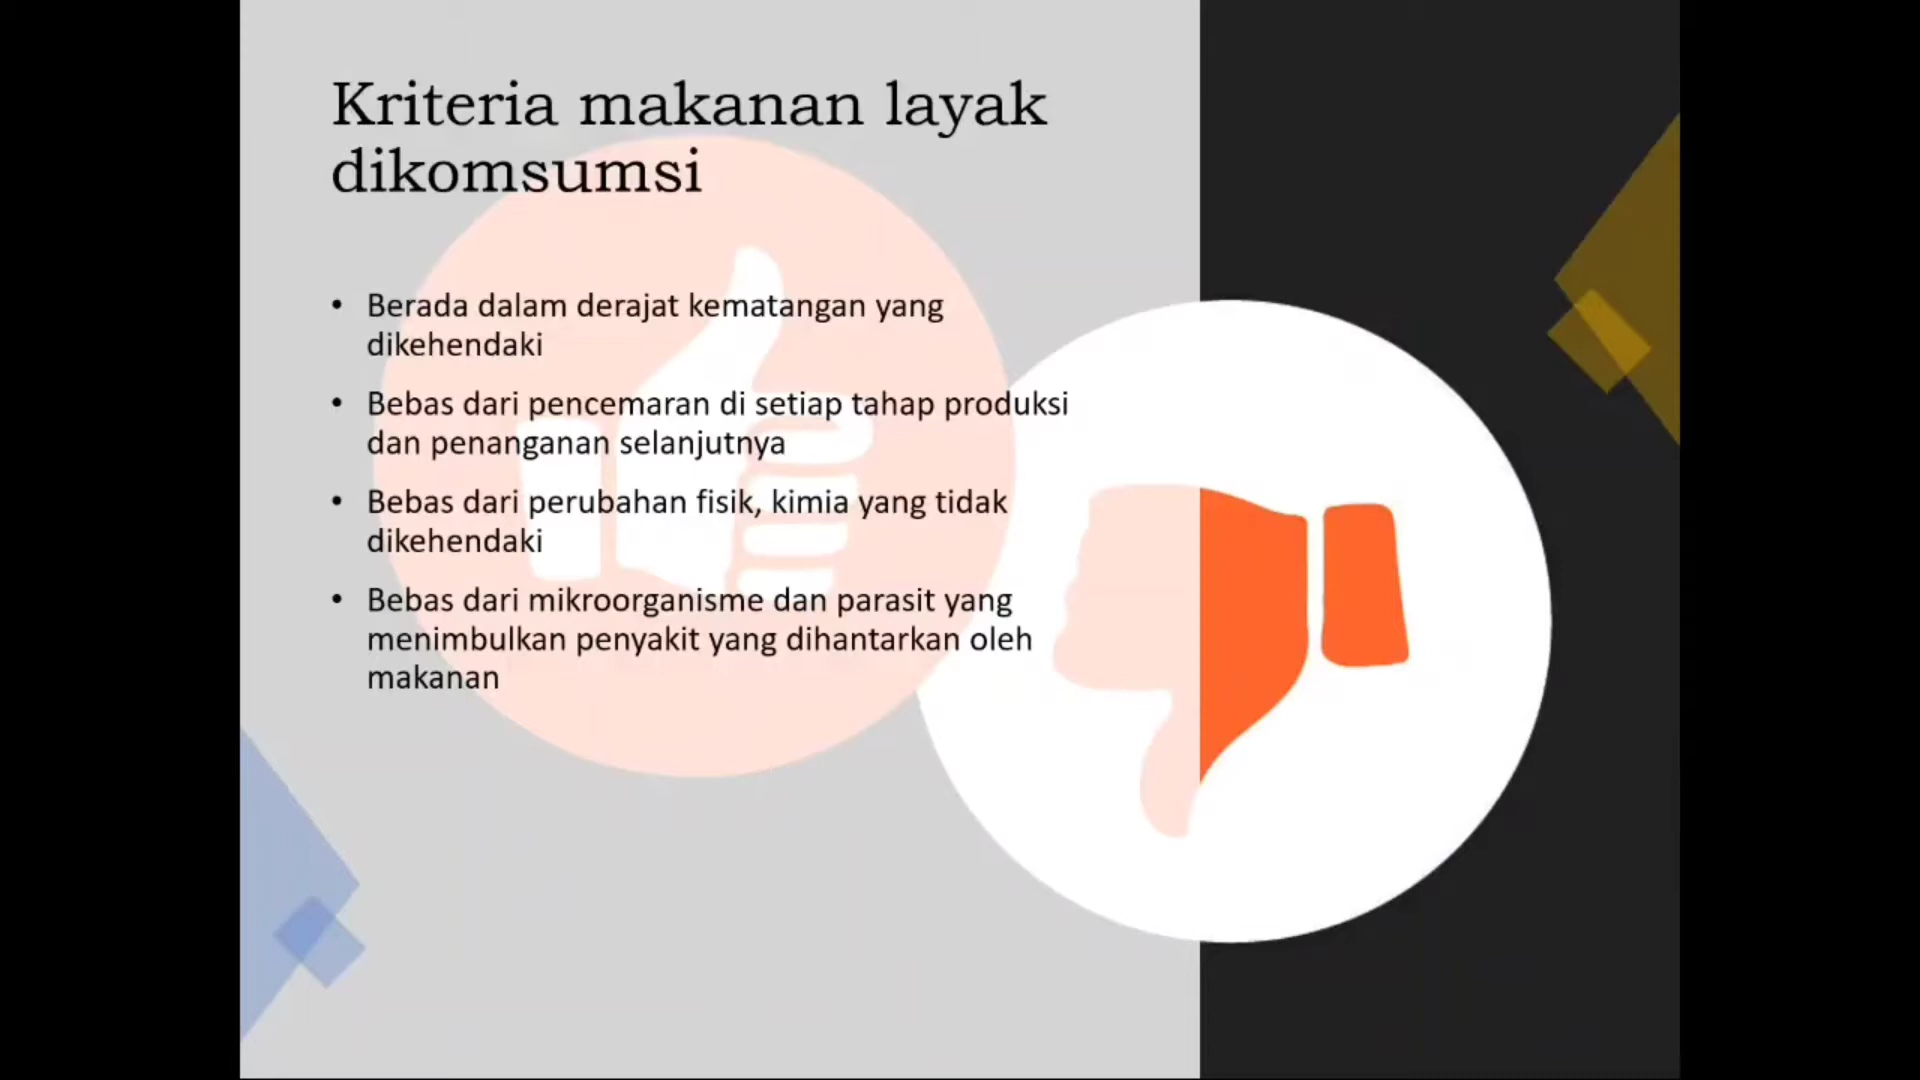 Kriteria makanan layak
dikomsumsi
• Berada dalam derajat kematangan yang
dikehendaki
• Bebas dari pencemaran di setiap tahap produksi
dan penanganan selanjutnya
• Bebas dari perubahan fisik, kimia yang tidak
dikehendaki
• Bebas dari mikroorganisme dan parasit yang
menimbulkan penyakit yang dihantarkan oleh
makanan